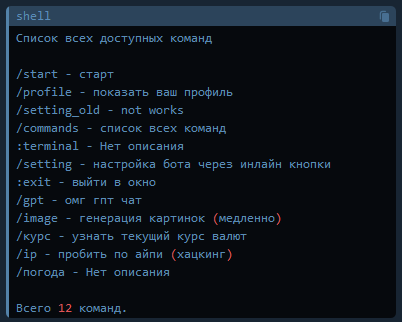 shell
Список всех доступных команд
/start - старт
/profile - показать ваш профиль
/setting_old - not works
/commands - список всех команд
:terminal - Нет описания
/setting - настройка бота через инлайн кнопки
:exit - выйти в окно
/gpt - омг гпт чат
/image - генерация картинок (медленно)
/курс - узнать текущий курс валют
/ip - пробить по айпи (хацкинг)
/погода - Нет описания
Всего 12 команд.